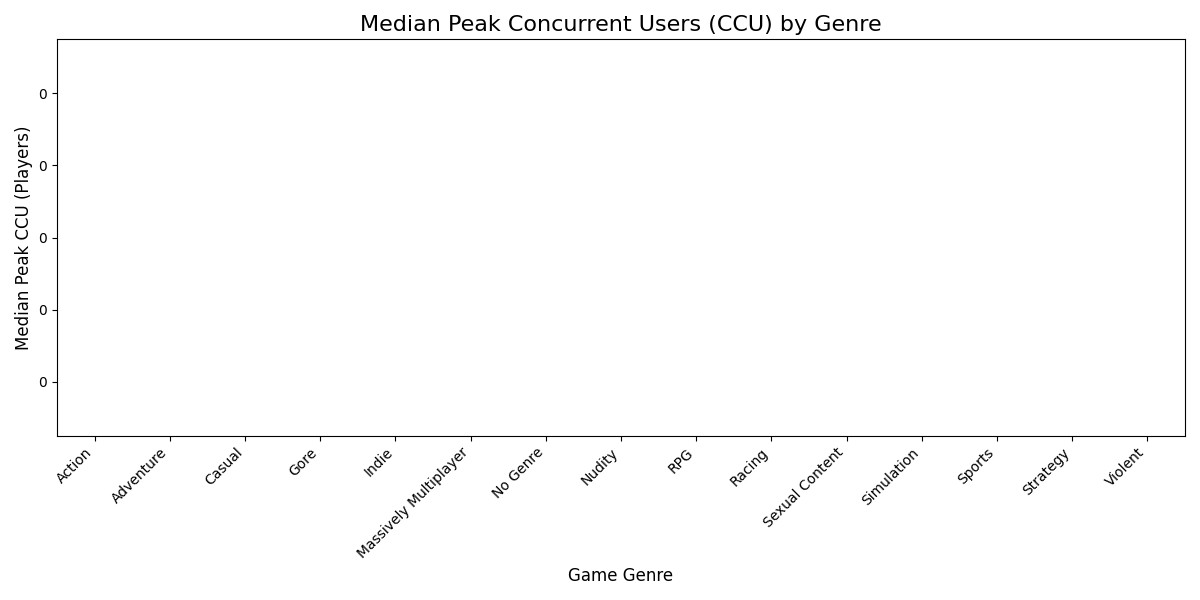 Median Peak Concurrent Users (CCU) by Genre
Median Peak CCU (Players)
0
0
0
0
0
Action
Adventure
Casual
Gore
Indie
Massively Multiplayer
No Genre
Nudity
RPG
Racing
Sexual Content
Simulation
Sports
Strategy
Violent
Game Genre